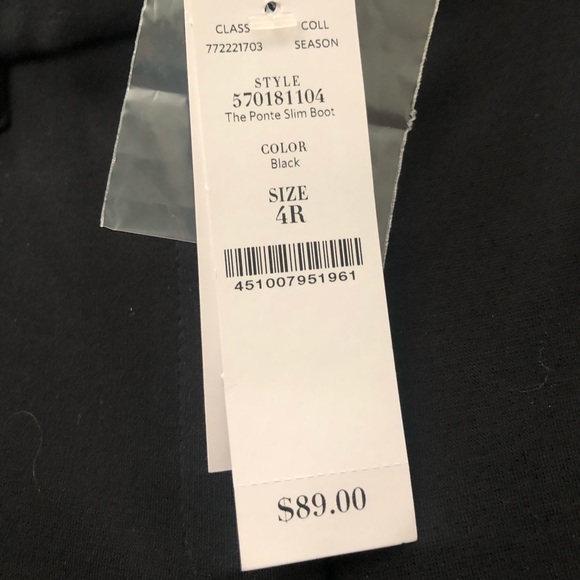 CLASS COLL
772221703 SEASON
STYLE
570181104
The Ponte Slim Boot
COLOR
Black
SIZE
4R
451007951961
$89.00